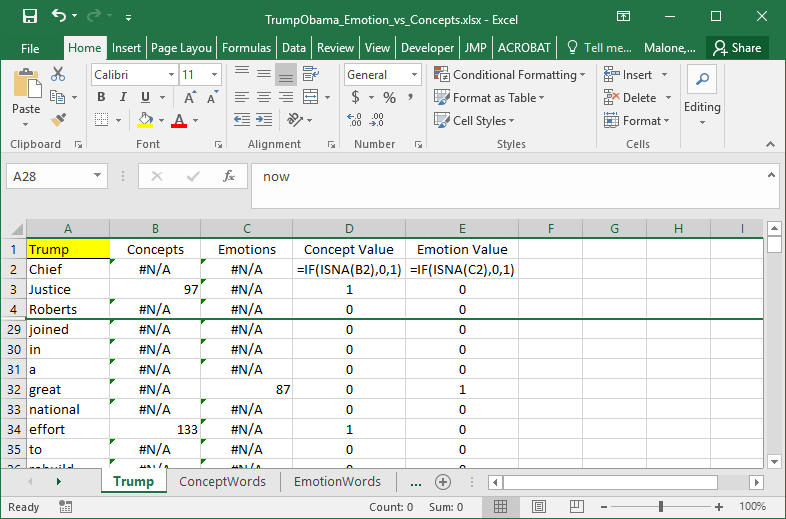 TrumpObama_Emotion_vs_Concepts.xlsx - Excel
File Home Insert Page Layou Formulas Data Review View Developer JMP ACROBAT Tell me... Malone,... Share
Calibri 11 General Conditional Formatting Insert
Paste B I U A A $ % , Format as Table Delete Editing
A .00 .00 Cell Styles Format
Clipboard Font Alignment Number Styles Cells
A28 fx now
A B C D E F G H I
1 Trump Concepts Emotions Concept Value Emotion Value
2 Chief #N/A #N/A =IF(ISNA(B2),0,1) =IF(ISNA(C2),0,1)
3 Justice 97 #N/A 1 0
4 Roberts #N/A #N/A 0 0
29 joined #N/A #N/A 0 0
30 in #N/A #N/A 0 0
31 a #N/A #N/A 0 0
32 great #N/A 87 0 1
33 national #N/A #N/A 0 0
34 effort 133 #N/A 1 0
35 to #N/A #N/A 0 0
Trump ConceptWords EmotionWords ...
Ready Count: 0 Sum: 0 100%